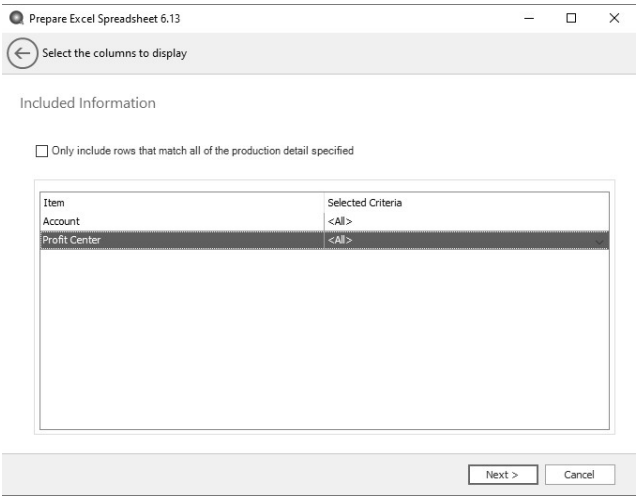 Prepare Excel Spreadsheet 6.13
Select the columns to display
Included Information
Only include rows that match all of the production detail specified
Item Selected Criteria
Account <All>
Profit Center <All>
Next > Cancel